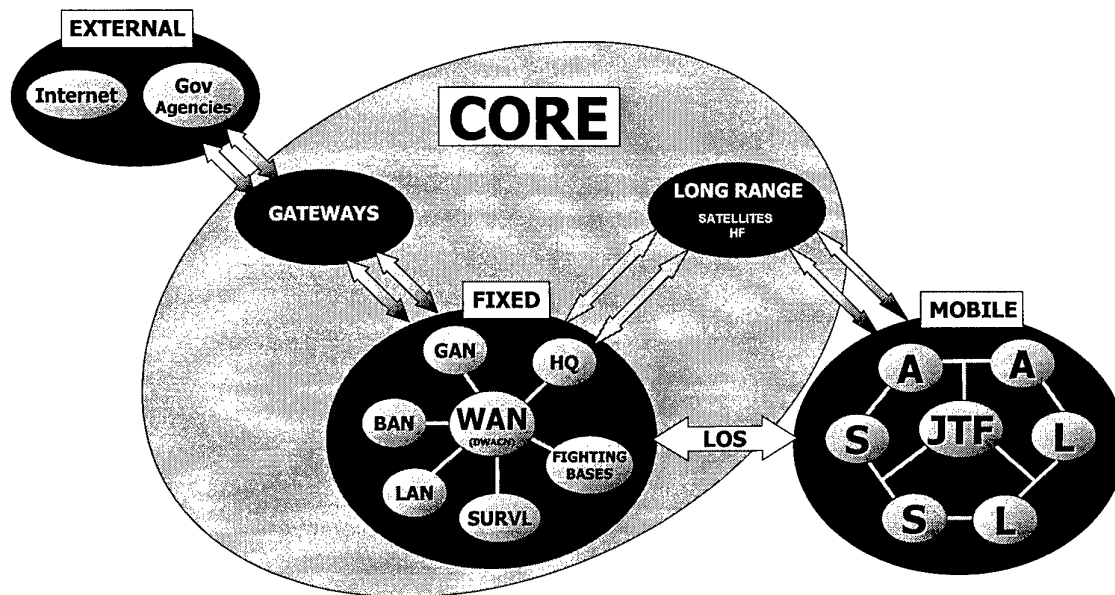 EXTERNAL
Internet
Gov
Agencies
CORE
GATEWAYS
LONG RANGE
SATELLITES
HF
FIXED
GAN
HQ
BAN
WAN
(DWACN)
FIGHTING
BASES
LAN
SURVL
LOS
MOBILE
A
A
S
JTF
L
S
L